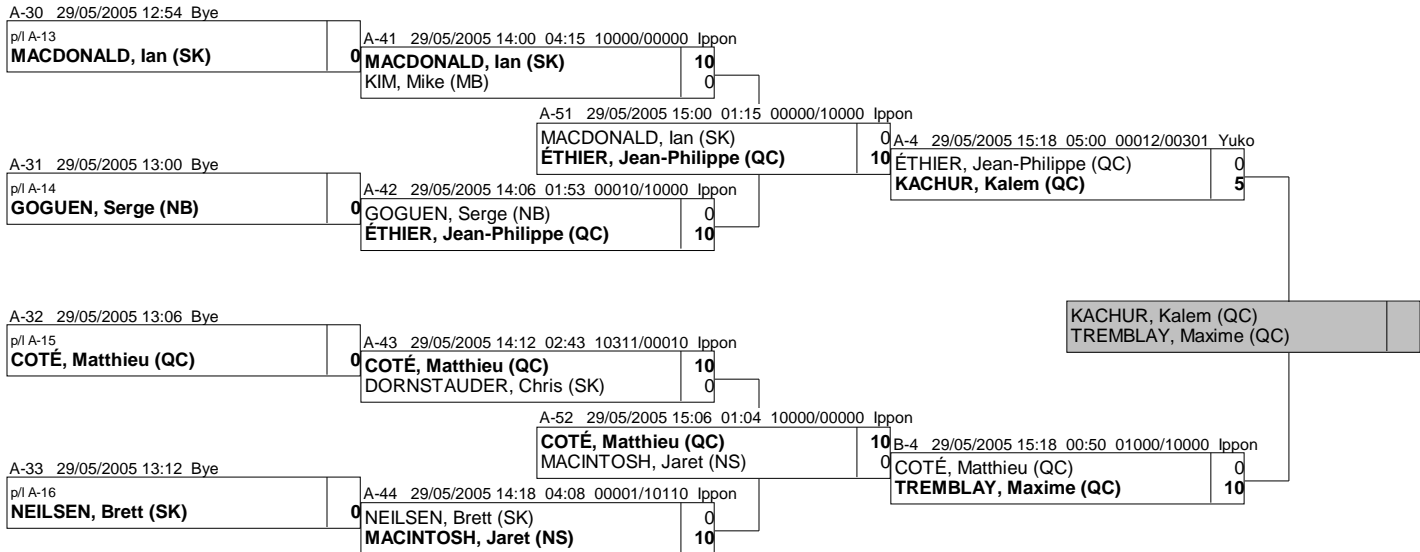 A-30 29/05/2005 12:54 Bye
p/l A-13
MACDONALD, Ian (SK) 0
A-41 29/05/2005 14:00 04:15 10000/00000 Ippon
MACDONALD, Ian (SK) 10
KIM, Mike (MB) 0
A-51 29/05/2005 15:00 01:15 00000/10000 Ippon
MACDONALD, Ian (SK) 0
ÉTHIER, Jean-Philippe (QC) 10
A-4 29/05/2005 15:18 05:00 00012/00301 Yuko
ÉTHIER, Jean-Philippe (QC) 0
KACHUR, Kalem (QC) 5
A-31 29/05/2005 13:00 Bye
p/l A-14
GOGUEN, Serge (NB) 0
A-42 29/05/2005 14:06 01:53 00010/10000 Ippon
GOGUEN, Serge (NB) 0
ÉTHIER, Jean-Philippe (QC) 10
KACHUR, Kalem (QC)
TREMBLAY, Maxime (QC)
A-32 29/05/2005 13:06 Bye
p/l A-15
COTÉ, Matthieu (QC) 0
A-43 29/05/2005 14:12 02:43 10311/00010 Ippon
COTÉ, Matthieu (QC) 10
DORNSTAUDER, Chris (SK) 0
A-52 29/05/2005 15:06 01:04 10000/00000 Ippon
COTÉ, Matthieu (QC) 10
MACINTOSH, Jaret (NS) 0
B-4 29/05/2005 15:18 00:50 01000/10000 Ippon
COTÉ, Matthieu (QC) 0
TREMBLAY, Maxime (QC) 10
A-33 29/05/2005 13:12 Bye
p/l A-16
NEILSEN, Brett (SK) 0
A-44 29/05/2005 14:18 04:08 00001/10110 Ippon
NEILSEN, Brett (SK) 0
MACINTOSH, Jaret (NS) 10